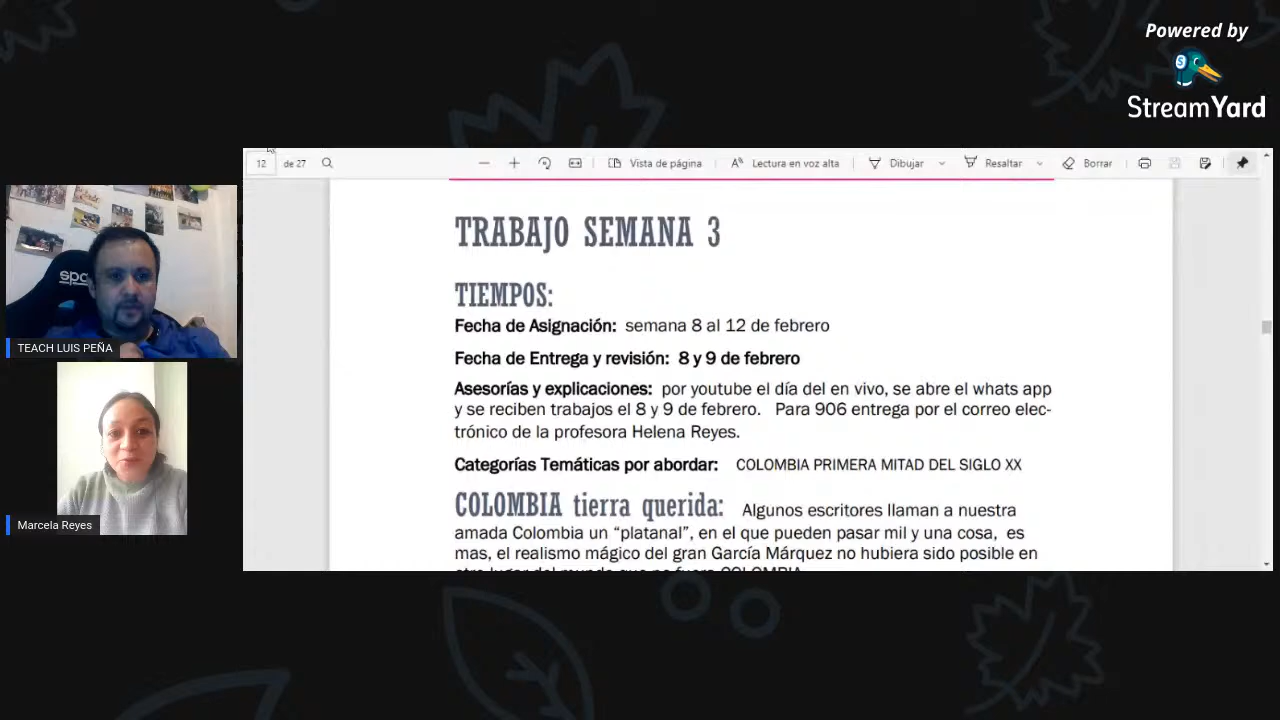 Powered by
StreamYard
12 de 27
Vista de página
Lectura en voz alta
Dibujar
Resaltar
Borrar
TRABAJO SEMANA 3
TIEMPOS:
Fecha de Asignación: semana 8 al 12 de febrero
Fecha de Entrega y revisión: 8 y 9 de febrero
Asesorías y explicaciones: por youtube el día del en vivo, se abre el whats app
y se reciben trabajos el 8 y 9 de febrero. Para 906 entrega por el correo elec-
trónico de la profesora Helena Reyes.
Categorías Temáticas por abordar: COLOMBIA PRIMERA MITAD DEL SIGLO XX
COLOMBIA tierra querida: Algunos escritores llaman a nuestra
amada Colombia un “platanal”, en el que pueden pasar mil y una cosa, es
mas, el realismo mágico del gran García Márquez no hubiera sido posible en
TEACH LUIS PEÑA
Marcela Reyes